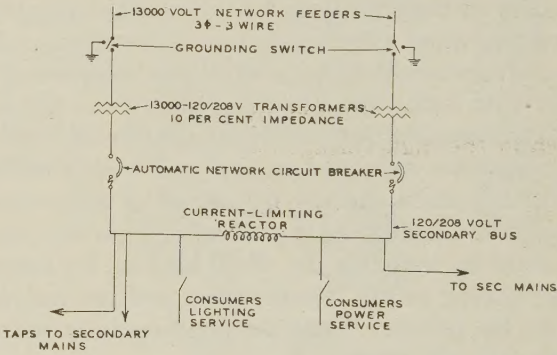 13000 VOLT NETWORK FEEDERS
3ϕ-3 WIRE
GROUNDING SWITCH
13000-120/208 V TRANSFORMERS
10 PER CENT IMPEDANCE
AUTOMATIC NETWORK CIRCUIT BREAKER
CURRENT-LIMITING
REACTOR
120/208 VOLT
SECONDARY BUS
CONSUMERS
LIGHTING
SERVICE
CONSUMERS
POWER
SERVICE
TO SEC MAINS
TAPS TO SECONDARY
MAINS